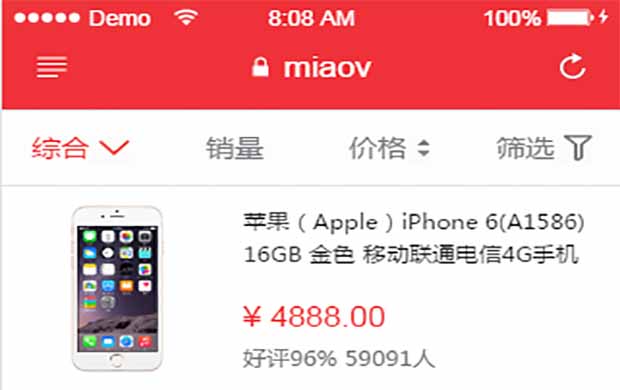 Demo 8:08 AM 100%
miaov
综合 销量 价格 筛选
苹果（Apple）iPhone 6(A1586)
16GB 金色 移动联通电信4G手机
¥ 4888.00
好评96% 59091人